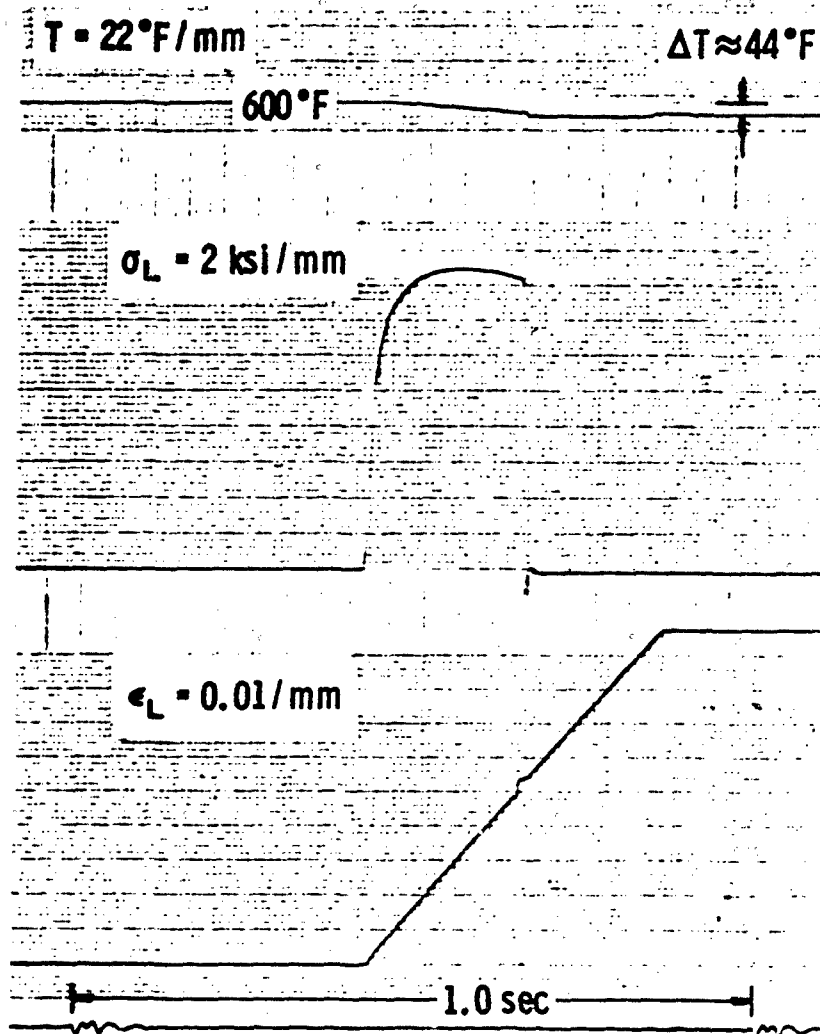 T = 22°F/mm
ΔT≈44°F
600°F
σL = 2 ksi/mm
ϵL = 0.01/mm
1.0 sec